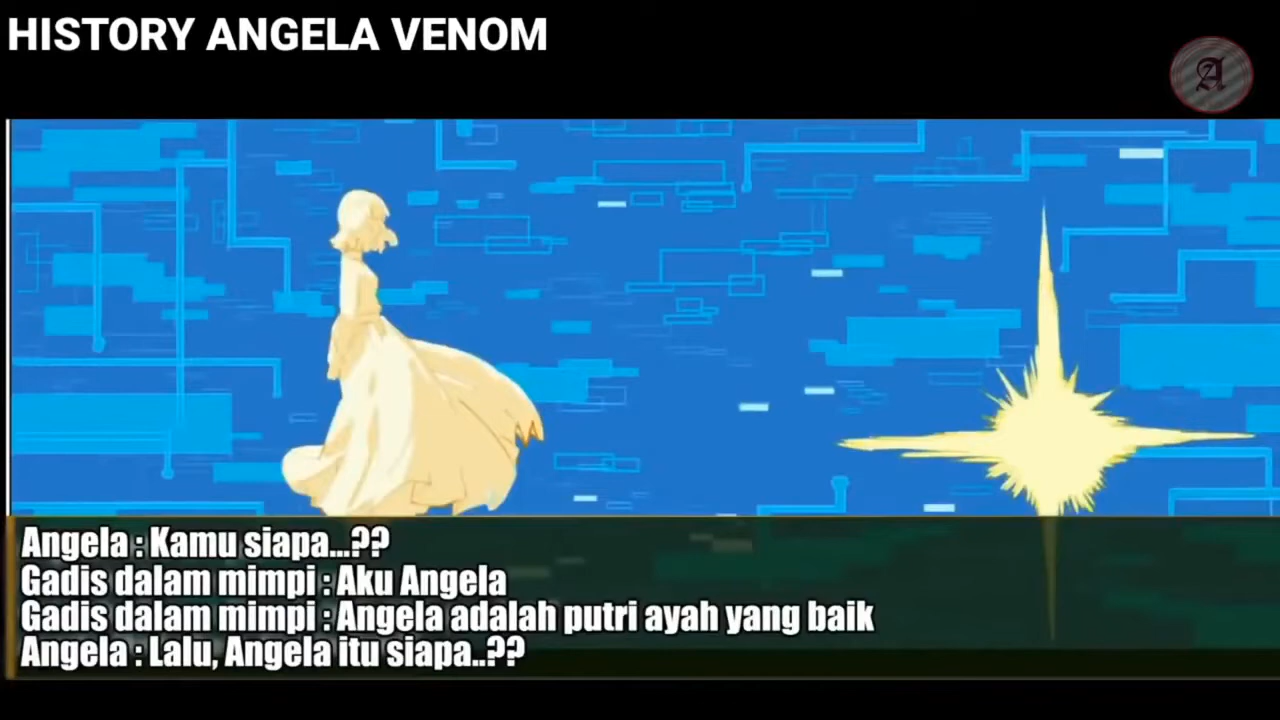 HISTORY ANGELA VENOM
A
Angela : Kamu siapa...??
Gadis dalam mimpi : Aku Angela
Gadis dalam mimpi : Angela adalah putri ayah yang baik
Angela : Lalu, Angela itu siapa..??